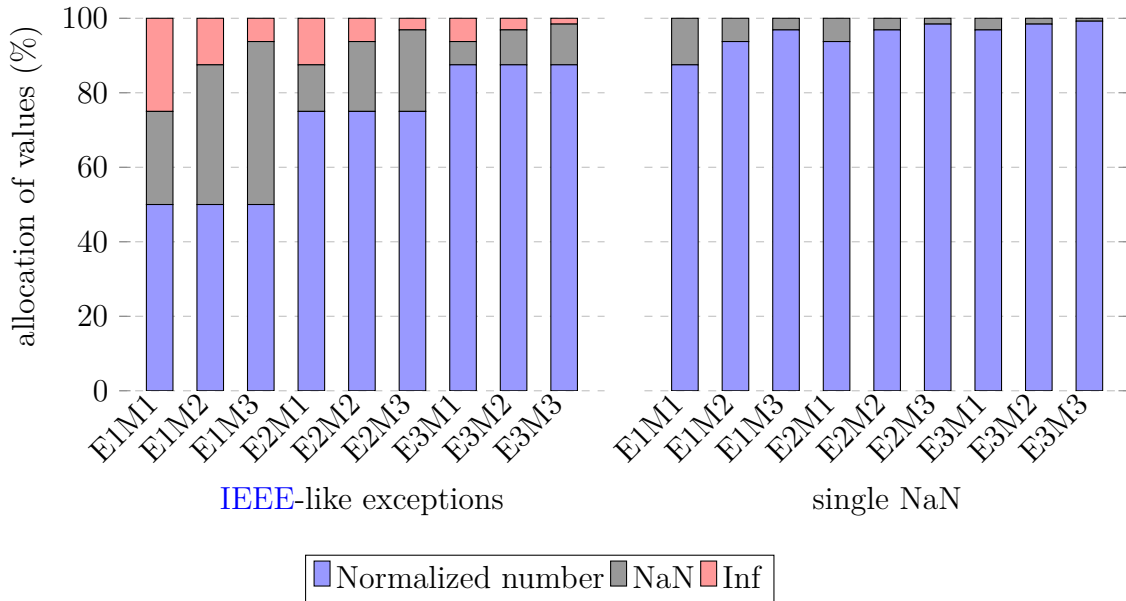 allocation of values (%)
100
80
60
40
20
0
E1M1
E1M2
E1M3
E2M1
E2M2
E2M3
E3M1
E3M2
E3M3
IEEE-like exceptions
E1M1
E1M2
E1M3
E2M1
E2M2
E2M3
E3M1
E3M2
E3M3
single NaN
Normalized number NaN Inf